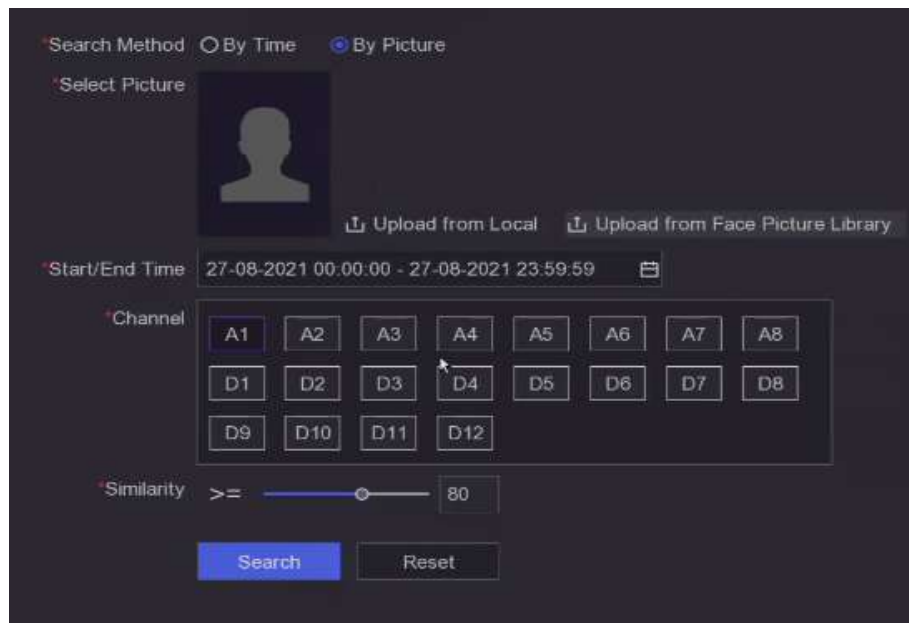 *Search Method By Time By Picture
*Select Picture
Upload from Local Upload from Face Picture Library
*Start/End Time 27-08-2021 00:00:00 - 27-08-2021 23:59:59
*Channel
A1 A2 A3 A4 A5 A6 A7 A8
D1 D2 D3 D4 D5 D6 D7 D8
D9 D10 D11 D12
*Similarity >= 80
Search Reset